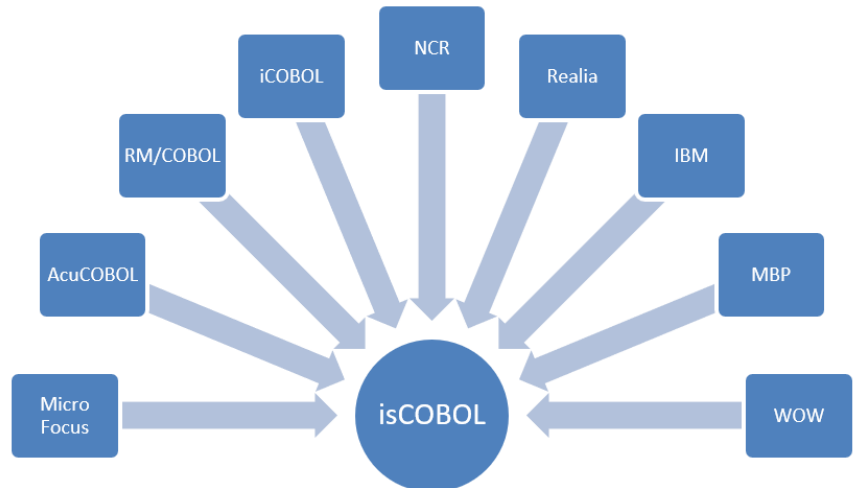 NCR
iCOBOL
Realia
RM/COBOL
IBM
AcuCOBOL
MBP
Micro
Focus
isCOBOL
WOW